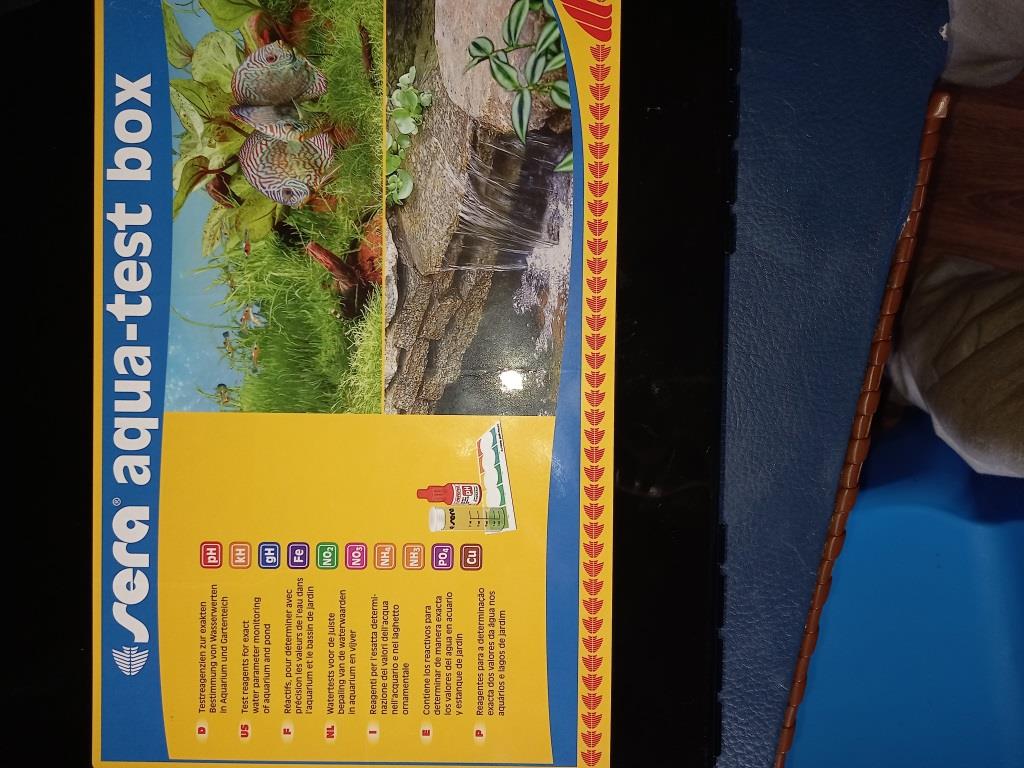 sera® aqua-test box
D Testreagenzien zur exakten
Bestimmung von Wasserwerten
in Aquarium und Gartenteich
US Test reagents for exact
water parameter monitoring
of aquarium and pond
F Réactifs, pour déterminer avec
précision les valeurs de l'eau dans
l'aquarium et le bassin de jardin
NL Watertests voor de juiste
bepaling van de waterwaarden
in aquarium en vijver
I Reagenti per l'esatta determi-
nazione dei valori dell'acqua
nell'acquario e nel laghetto
ornamentale
E Contiene los reactivos para
determinar de manera exacta
los valores del agua en acuario
y estanque de jardín
P Reagentes para a determinação
exacta dos valores da água nos
aquários e lagos de jardim
pH
kH
gH
Fe
NO₂
NO₃
NH₄
NH₃
PO₄
Cu
sera
pH